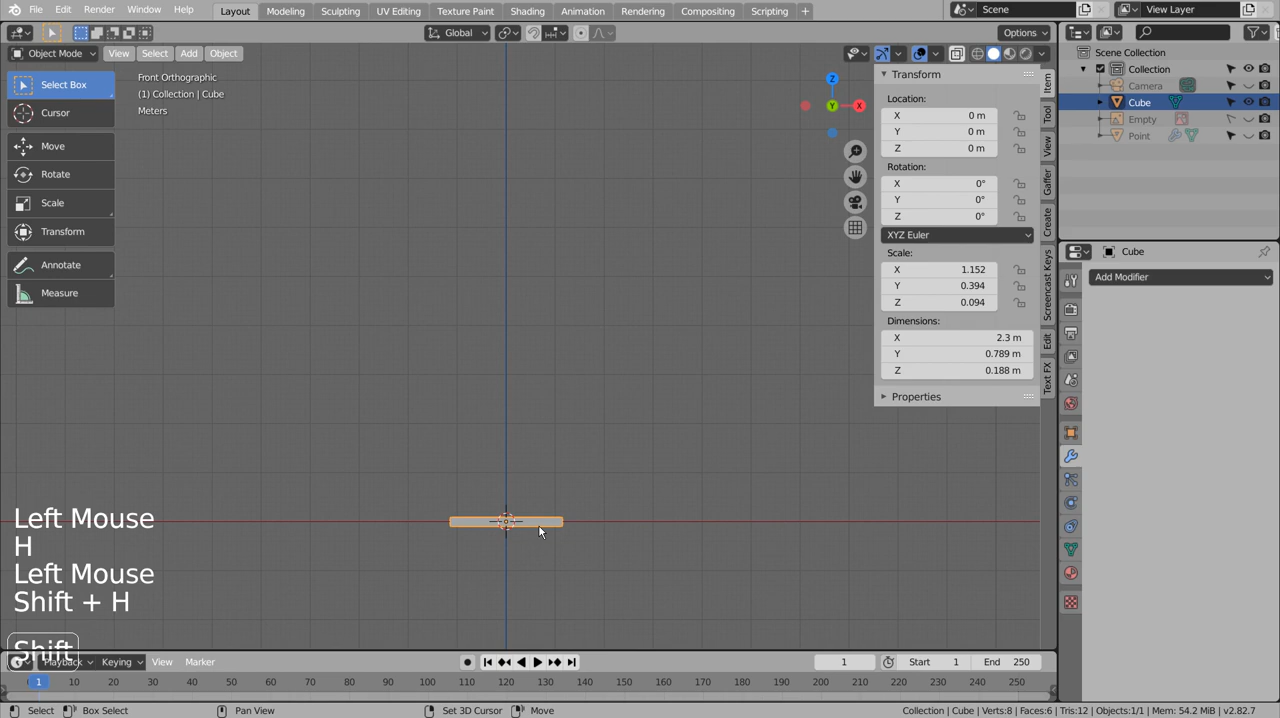 File Edit Render Window Help
Layout Modeling Sculpting UV Editing Texture Paint Shading Animation Rendering Compositing Scripting +
Scene
View Layer
Global
Options
Object Mode View Select Add Object
Select Box
Cursor
Move
Rotate
Scale
Transform
Annotate
Measure
Front Orthographic
(1) Collection | Cube
Meters
Z
Y
X
Transform
Location:
X 0 m
Y 0 m
Z 0 m
Rotation:
X 0°
Y 0°
Z 0°
XYZ Euler
Scale:
X 1.152
Y 0.394
Z 0.094
Dimensions:
X 2.3 m
Y 0.789 m
Z 0.188 m
Properties
Item
Tool
View
Gaffer
Create
Screencast Keys
Edit
Text FX
Scene Collection
Collection
Camera
Cube
Empty
Point
Cube
Add Modifier
Left Mouse
H
Left Mouse
Shift + H
Shift
Playback Keying View Marker
1
Start 1
End 250
1 10 20 30 40 50 60 70 80 90 100 110 120 130 140 150 160 170 180 190 200 210 220 230 240 250
Select Box Select Pan View Set 3D Cursor Move
Collection | Cube | Verts:8 | Faces:6 | Tris:12 | Objects:1/1 | Mem: 54.2 MiB | v2.82.7